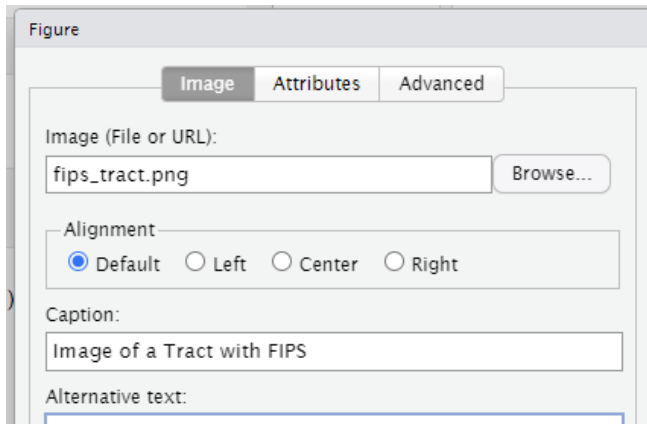 Figure
Image Attributes Advanced
Image (File or URL):
fips_tract.png Browse...
Alignment
Default Left Center Right
)
Caption:
Image of a Tract with FIPS
Alternative text: